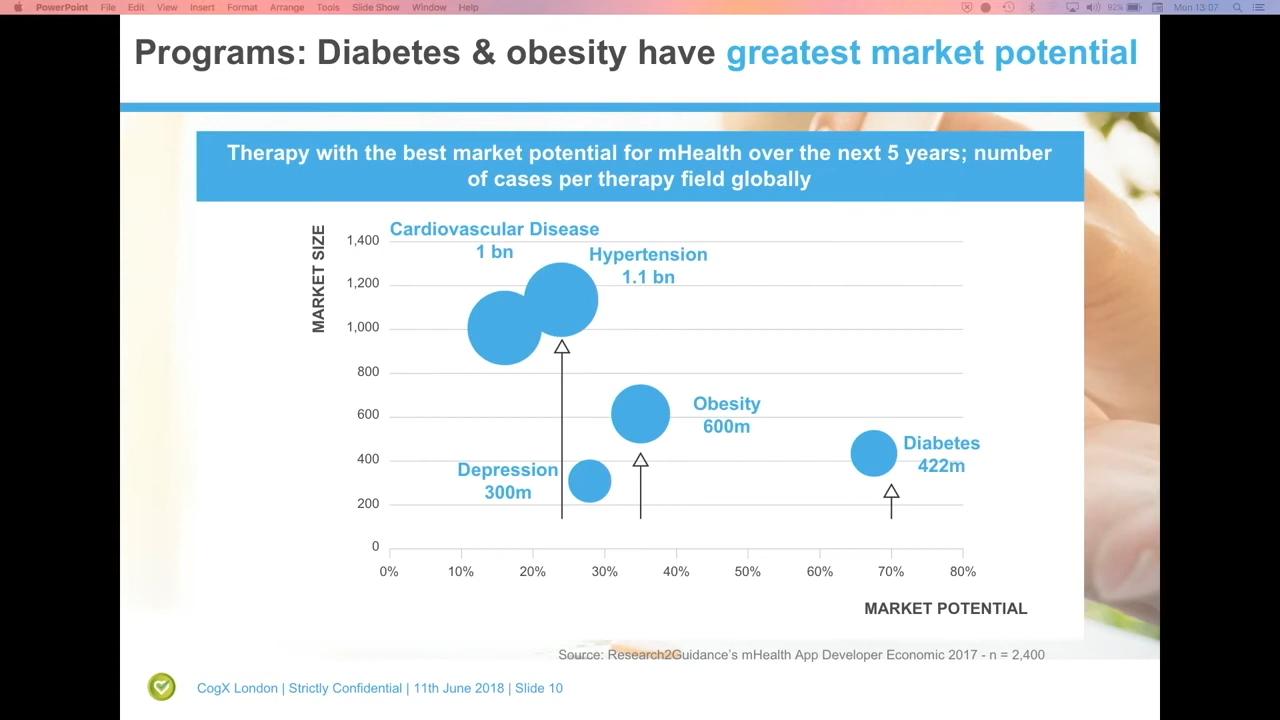 PowerPoint File Edit View Insert Format Arrange Tools Slide Show Window Help 92% Mon 13:07
Programs: Diabetes & obesity have greatest market potential
Therapy with the best market potential for mHealth over the next 5 years; number
of cases per therapy field globally
MARKET SIZE
1,400
1,200
1,000
800
600
400
200
0
Cardiovascular Disease
1 bn
Hypertension
1.1 bn
Obesity
600m
Diabetes
422m
Depression
300m
0% 10% 20% 30% 40% 50% 60% 70% 80%
MARKET POTENTIAL
Source: Research2Guidance's mHealth App Developer Economic 2017 - n = 2,400
CogX London | Strictly Confidential | 11th June 2018 | Slide 10